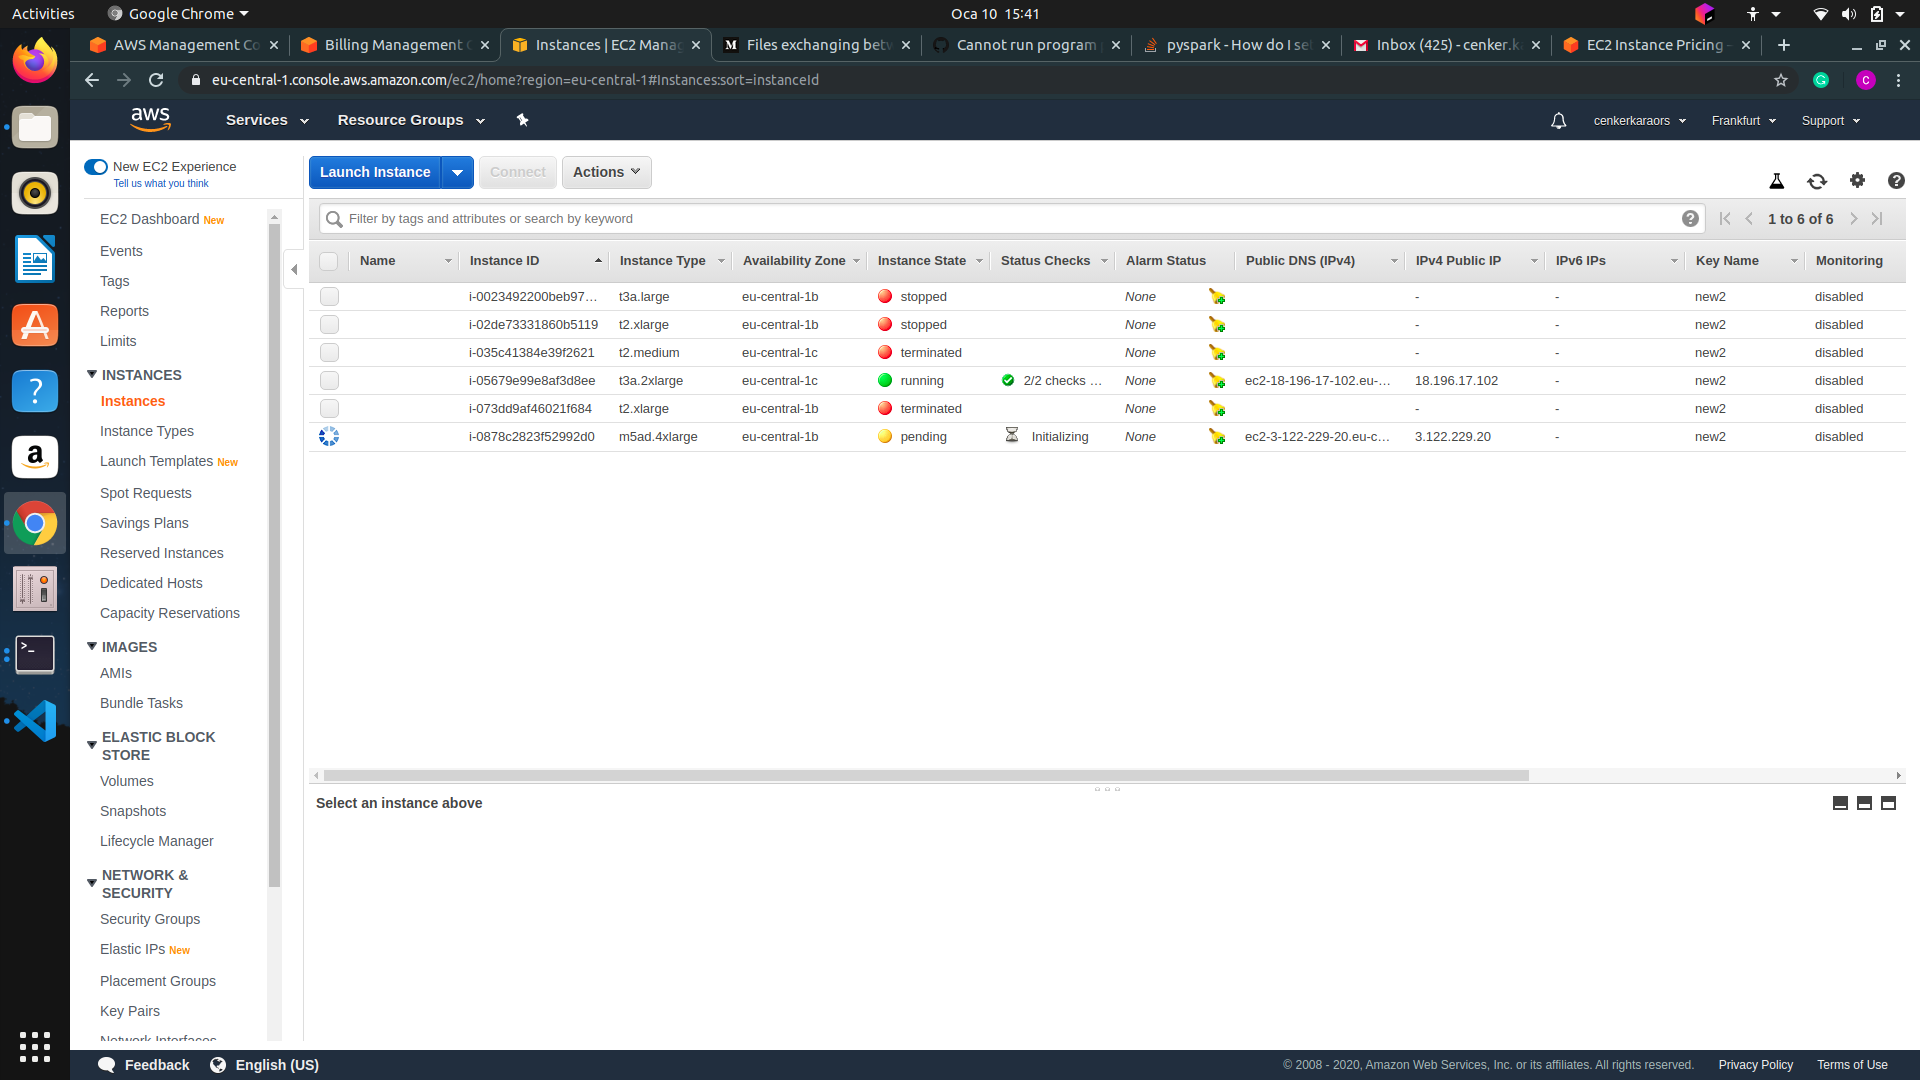 Activities Google Chrome Oca 10 15:41
AWS Management Co Billing Management C Instances | EC2 Manag Files exchanging betw Cannot run program pyspark - How do I se Inbox (425) - cenker.k EC2 Instance Pricing –
eu-central-1.console.aws.amazon.com/ec2/home?region=eu-central-1#Instances:sort=instanceId
aws Services Resource Groups cenkerkaraors Frankfurt Support
New EC2 Experience
Tell us what you think
Launch Instance Connect Actions
EC2 Dashboard New
Events
Tags
Reports
Limits
INSTANCES
Instances
Instance Types
Launch Templates New
Spot Requests
Savings Plans
Reserved Instances
Dedicated Hosts
Capacity Reservations
IMAGES
AMIs
Bundle Tasks
ELASTIC BLOCK
STORE
Volumes
Snapshots
Lifecycle Manager
NETWORK &
SECURITY
Security Groups
Elastic IPs New
Placement Groups
Key Pairs
Network Interfaces
Filter by tags and attributes or search by keyword 1 to 6 of 6
Name Instance ID Instance Type Availability Zone Instance State Status Checks Alarm Status Public DNS (IPv4) IPv4 Public IP IPv6 IPs Key Name Monitoring
i-0023492200beb97... t3a.large eu-central-1b stopped None - - new2 disabled
i-02de73331860b5119 t2.xlarge eu-central-1b stopped None - - new2 disabled
i-035c41384e39f2621 t2.medium eu-central-1c terminated None - - new2 disabled
i-05679e99e8af3d8ee t3a.2xlarge eu-central-1c running 2/2 checks ... None ec2-18-196-17-102.eu-... 18.196.17.102 - new2 disabled
i-073dd9af46021f684 t2.xlarge eu-central-1b terminated None - - new2 disabled
i-0878c2823f52992d0 m5ad.4xlarge eu-central-1b pending Initializing None ec2-3-122-229-20.eu-c... 3.122.229.20 - new2 disabled
Select an instance above
Feedback English (US) © 2008 - 2020, Amazon Web Services, Inc. or its affiliates. All rights reserved. Privacy Policy Terms of Use